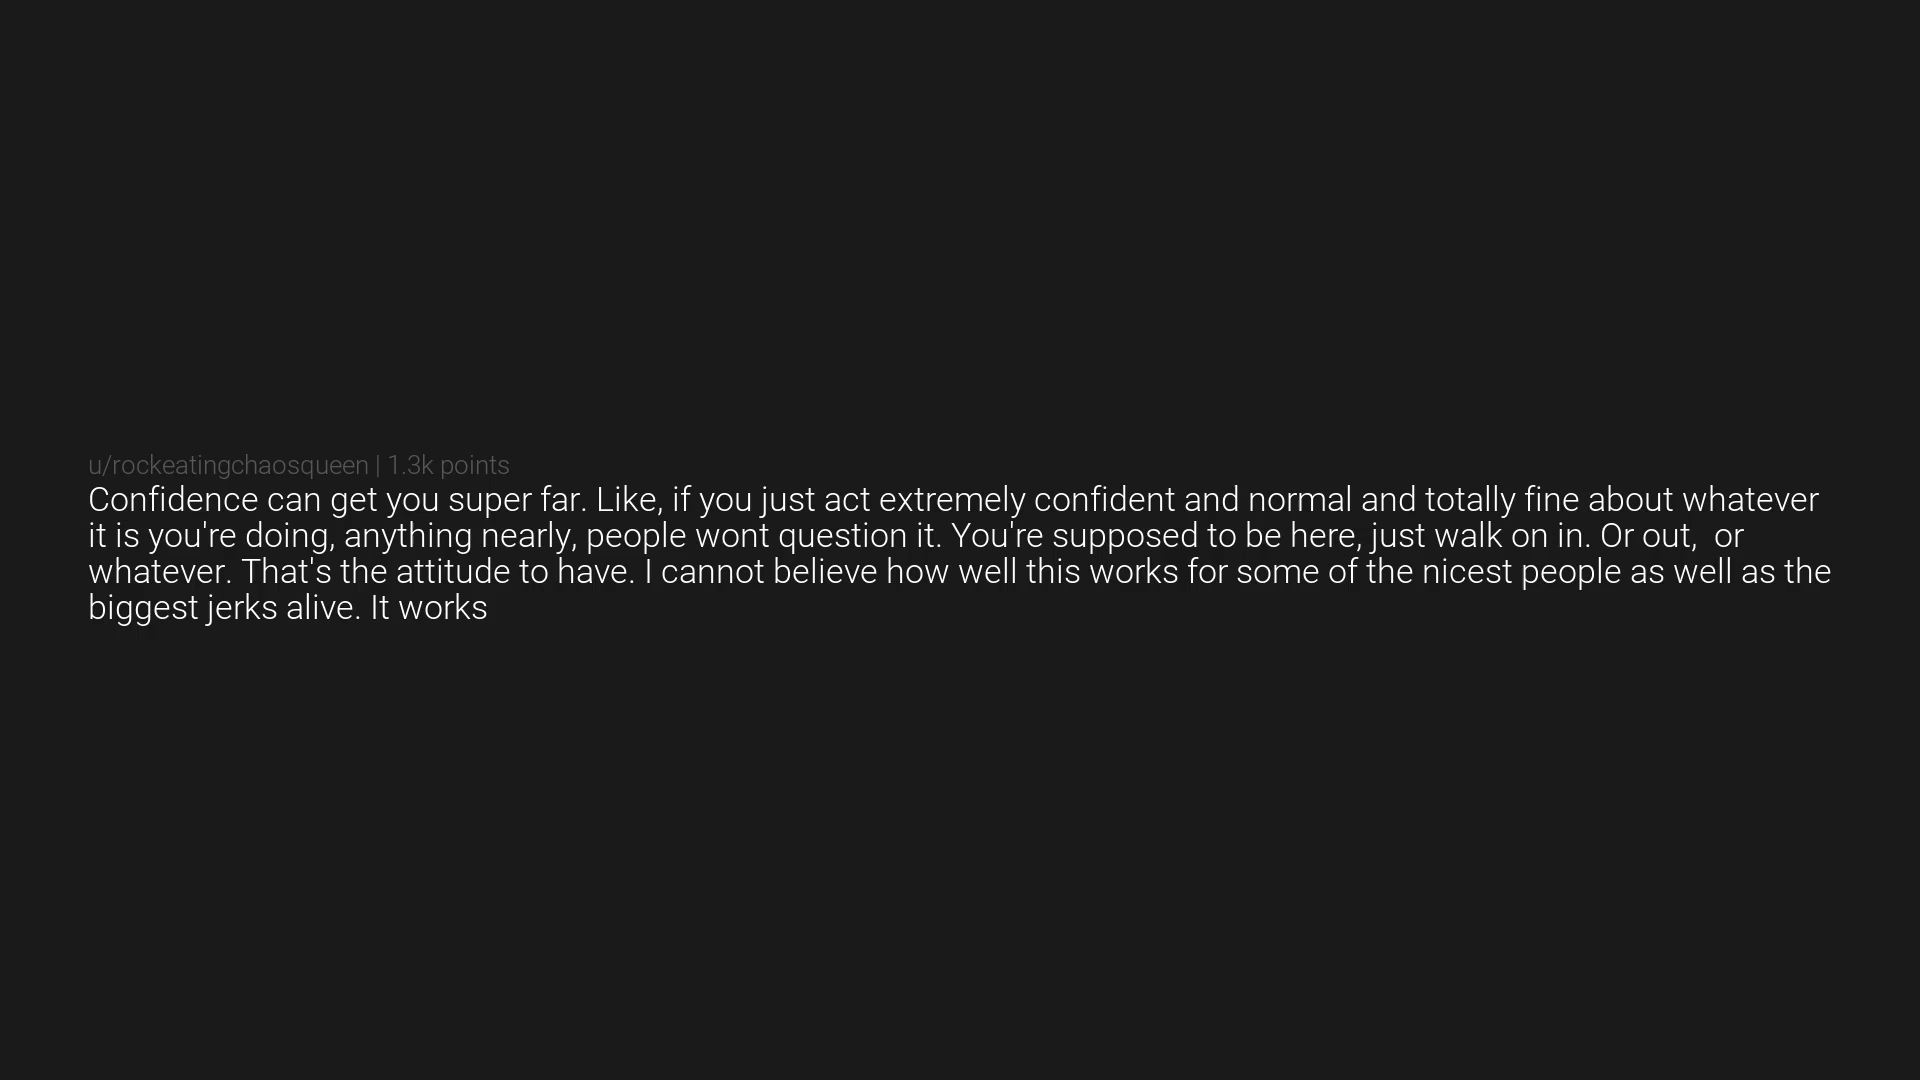 u/rockeatingchaosqueen | 1.3k points
Confidence can get you super far. Like, if you just act extremely confident and normal and totally fine about whatever
it is you're doing, anything nearly, people wont question it. You're supposed to be here, just walk on in. Or out,  or
whatever. That's the attitude to have. I cannot believe how well this works for some of the nicest people as well as the
biggest jerks alive. It works